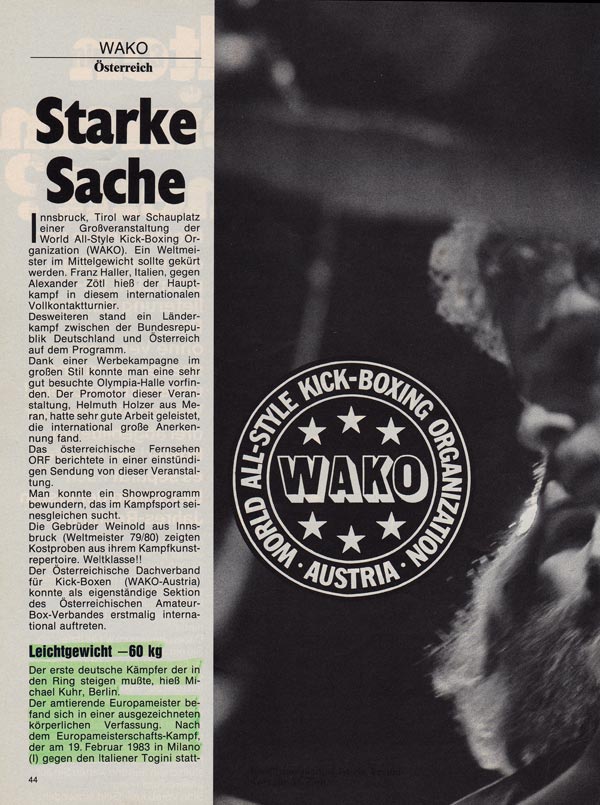 WAKO
Österreich
Starke
Sache
Innsbruck, Tirol war Schauplatz
einer Großveranstaltung der
World All-Style Kick-Boxing Or-
ganization (WAKO). Ein Weltmei-
ster im Mittelgewicht sollte gekürt
werden. Franz Haller, Italien, gegen
Alexander Zötl hieß der Haupt-
kampf in diesem internationalen
Vollkontaktturnier.
Desweiteren stand ein Länder-
kampf zwischen der Bundesrepu-
blik Deutschland und Österreich
auf dem Programm.
Dank einer Werbekampagne im
großen Stil konnte man eine sehr
gut besuchte Olympia-Halle vorfin-
den. Der Promotor dieser Veran-
staltung, Helmuth Holzer aus Me-
ran, hatte sehr gute Arbeit geleistet,
die international große Anerken-
nung fand.
Das österreichische Fernsehen
ORF berichtete in einer einstündi-
gen Sendung von dieser Veranstal-
tung.
Man konnte ein Showprogramm
bewundern, das im Kampfsport sei-
nesgleichen sucht.
Die Gebrüder Weinold aus Inns-
bruck (Weltmeister 79/80) zeigten
Kostproben aus ihrem Kampfkunst-
repertoire. Weltklasse!!
Der Österreichische Dachverband
für Kick-Boxen (WAKO-Austria)
konnte als eigenständige Sektion
des Österreichischen Amateur-
Box-Verbandes erstmalig interna-
tional auftreten.
Leichtgewicht —60 kg
Der erste deutsche Kämpfer der in
den Ring steigen mußte, hieß Mi-
chael Kuhr, Berlin.
Der amtierende Europameister be-
fand sich in einer ausgezeichneten
körperlichen Verfassung. Nach
dem Europameisterschafts-Kampf,
der am 19. Februar 1983 in Milano
(I) gegen den Italiener Togini statt-
44
WORLD ALL-STYLE KICK-BOXING ORGANIZATION
WAKO
· AUSTRIA ·